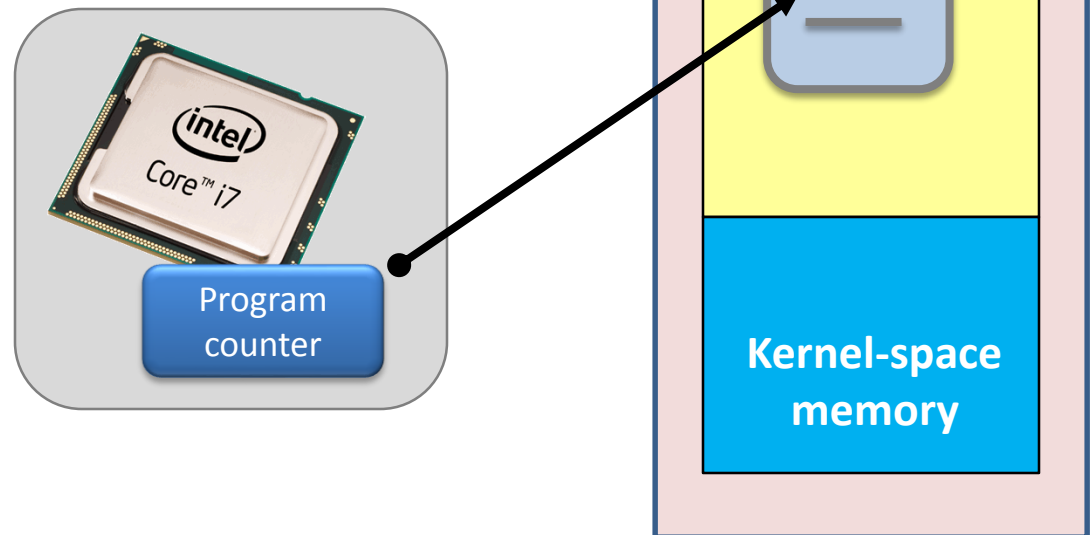 intel
Core™ i7
Program
counter
Kernel-space
memory